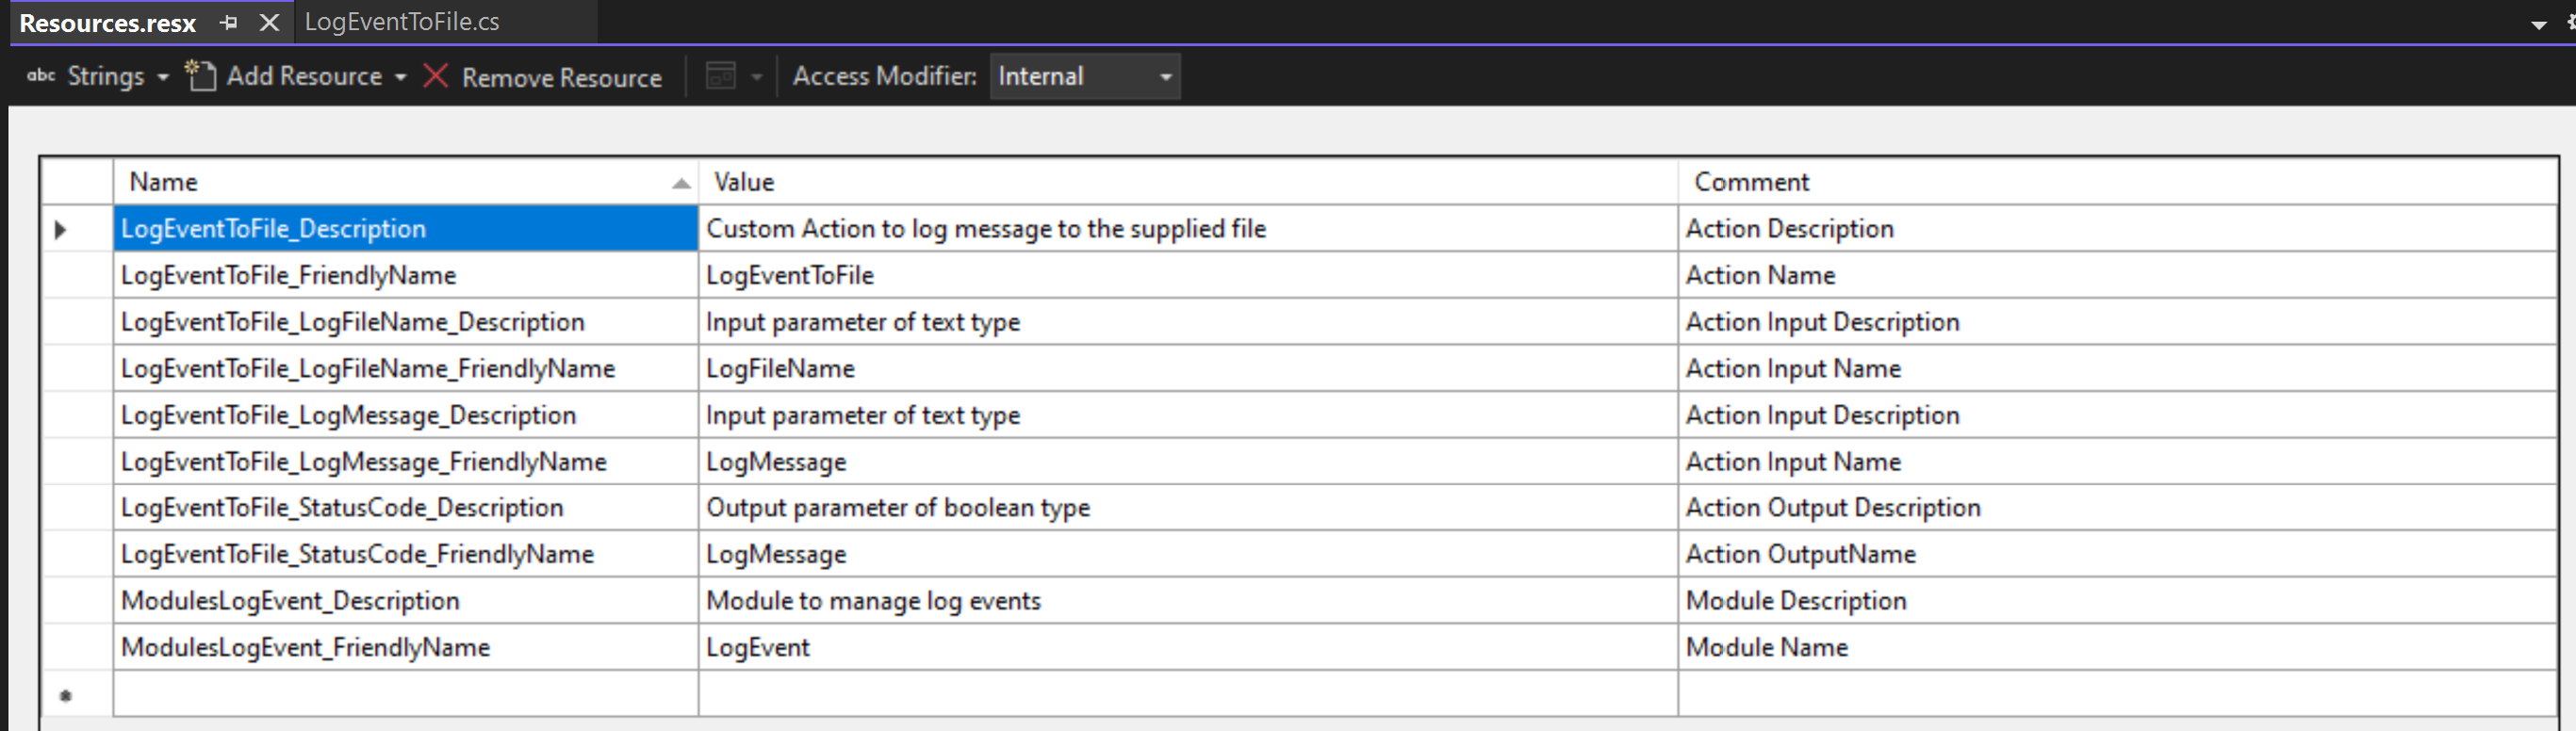 Resources.resx LogEventToFile.cs
abc Strings Add Resource Remove Resource Access Modifier: Internal
Name Value Comment
LogEventToFile_Description Custom Action to log message to the supplied file Action Description
LogEventToFile_FriendlyName LogEventToFile Action Name
LogEventToFile_LogFileName_Description Input parameter of text type Action Input Description
LogEventToFile_LogFileName_FriendlyName LogFileName Action Input Name
LogEventToFile_LogMessage_Description Input parameter of text type Action Input Description
LogEventToFile_LogMessage_FriendlyName LogMessage Action Input Name
LogEventToFile_StatusCode_Description Output parameter of boolean type Action Output Description
LogEventToFile_StatusCode_FriendlyName LogMessage Action OutputName
ModulesLogEvent_Description Module to manage log events Module Description
ModulesLogEvent_FriendlyName LogEvent Module Name